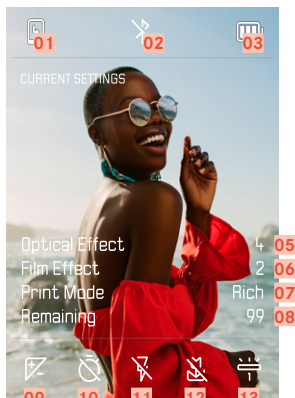 01
02
03
CURRENT SETTINGS
Optical Effect 4 05
Film Effect 2 06
Print Mode Rich 07
Remaining 99 08
09 10 11 12 13